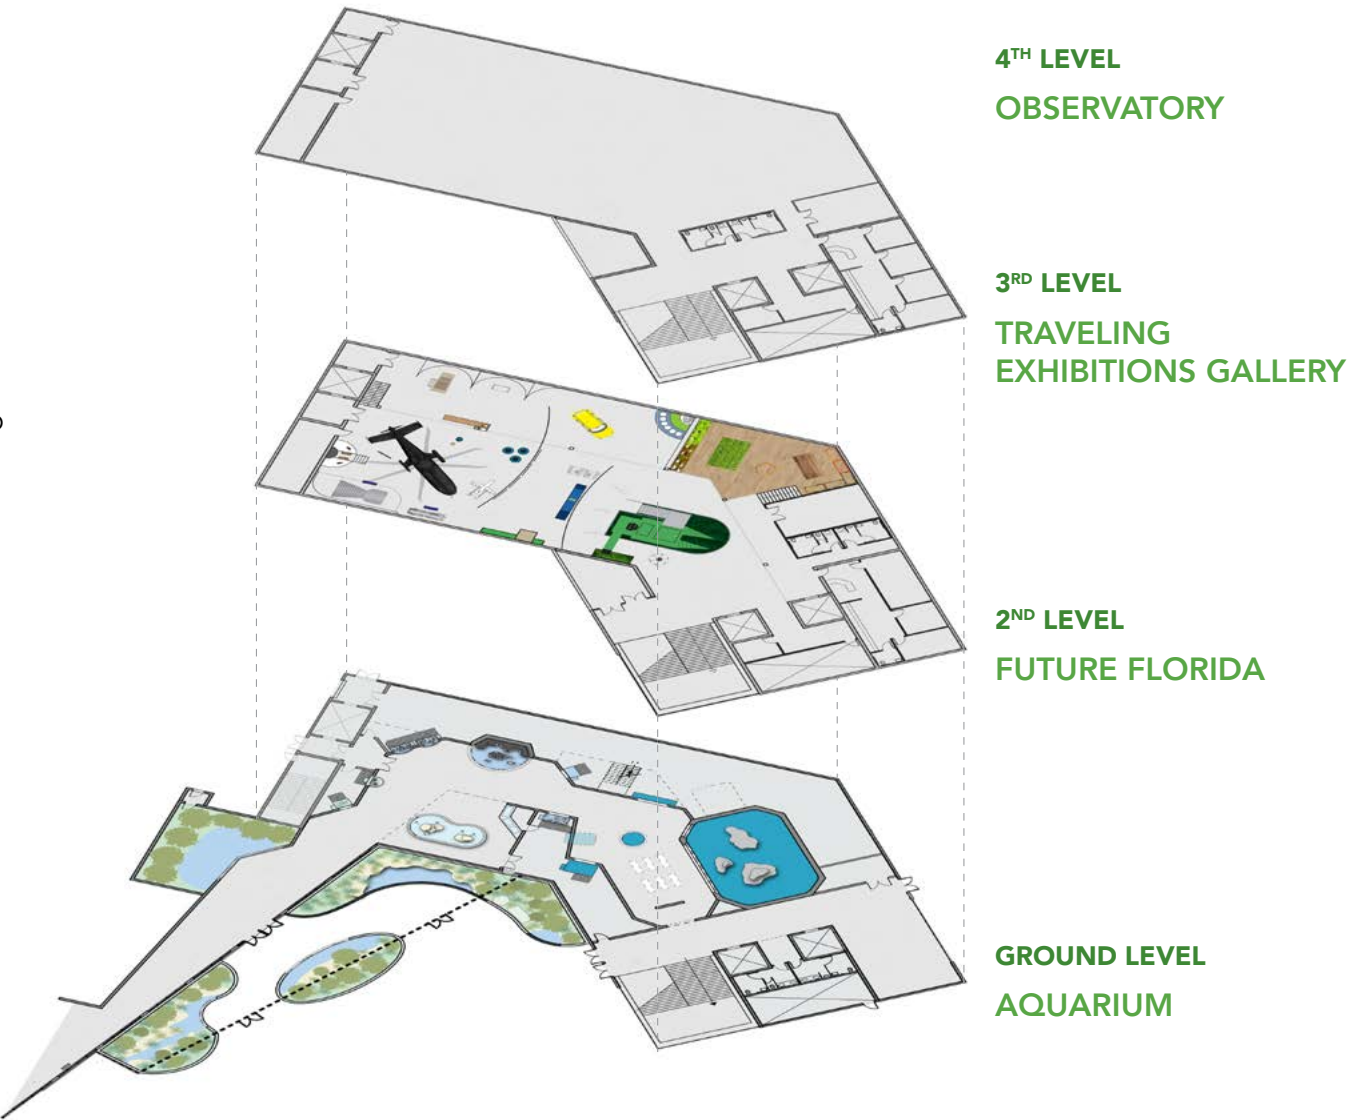 4TH LEVEL
OBSERVATORY
3RD LEVEL
TRAVELING
EXHIBITIONS GALLERY
2ND LEVEL
FUTURE FLORIDA
GROUND LEVEL
AQUARIUM